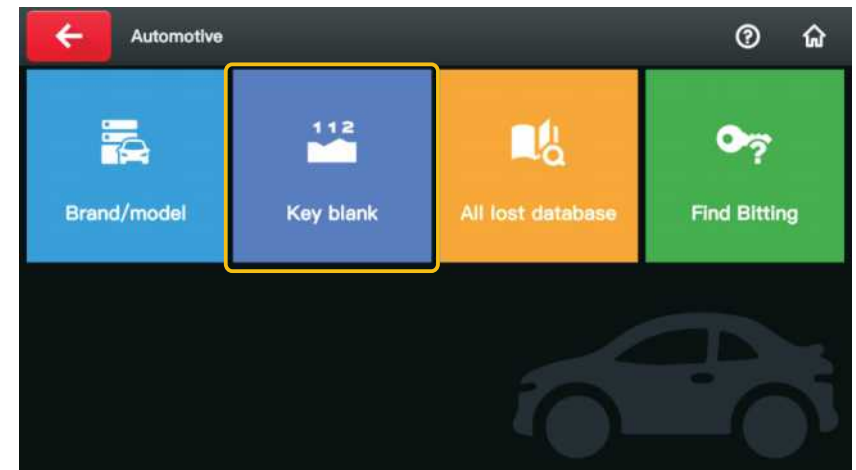 Automotive
112
Brand/model
Key blank
All lost database
Find Bitting